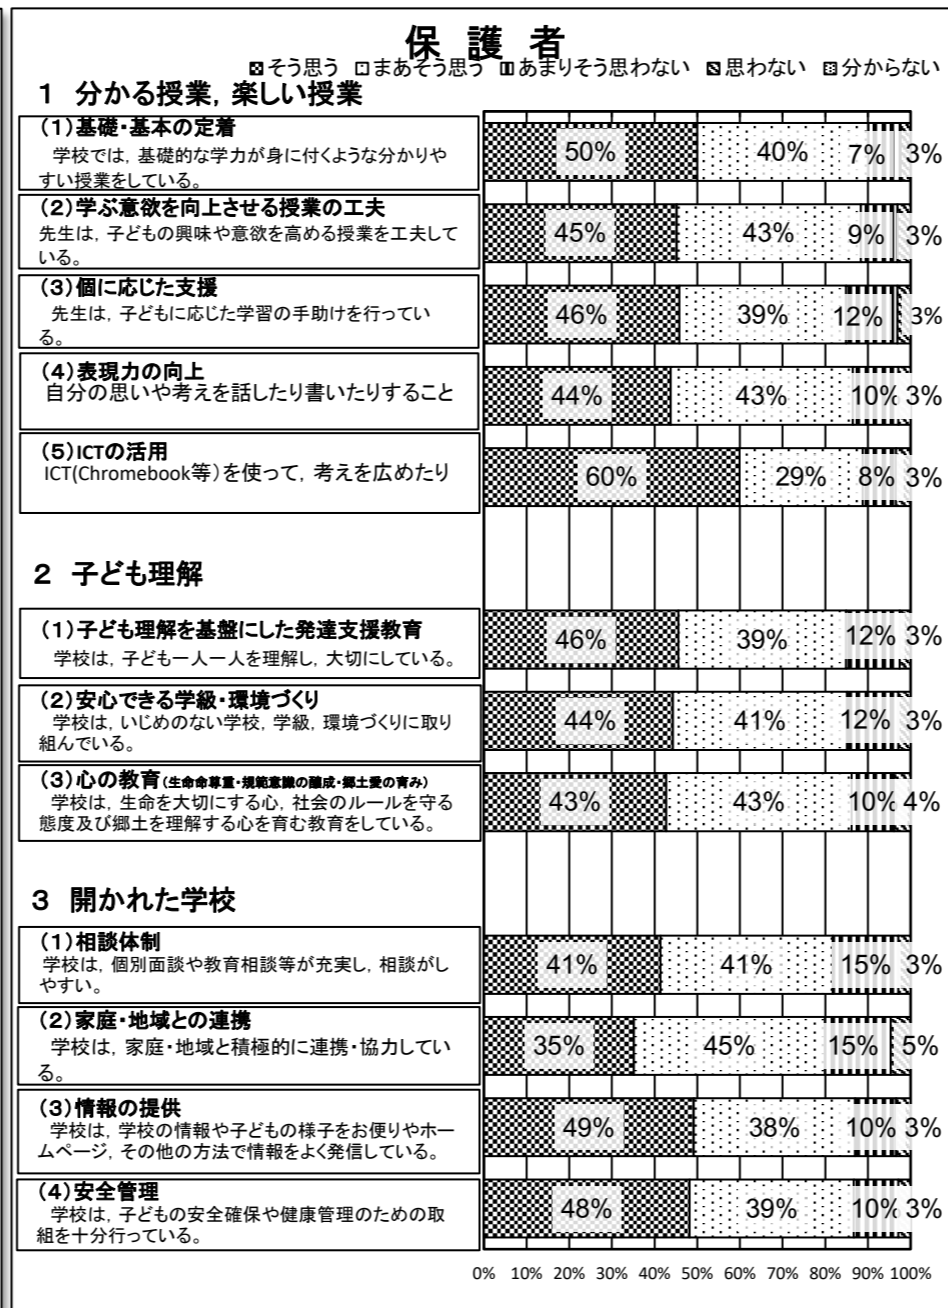 保 護 者
そう思う まあそう思う あまりそう思わない 思わない 分からない
1 分かる授業，楽しい授業
(1)基礎・基本の定着
学校では，基礎的な学力が身に付くような分かりや
すい授業をしている。
50% 40% 7% 3%
(2)学ぶ意欲を向上させる授業の工夫
先生は，子どもの興味や意欲を高める授業を工夫して
いる。
45% 43% 9% 3%
(3)個に応じた支援
先生は，子どもに応じた学習の手助けを行ってい
る。
46% 39% 12% 3%
(4)表現力の向上
自分の思いや考えを話したり書いたりすること
44% 43% 10% 3%
(5)ICTの活用
ICT(Chromebook等)を使って，考えを広めたり
60% 29% 8% 3%
2 子ども理解
(1)子ども理解を基盤にした発達支援教育
学校は，子ども一人一人を理解し，大切にしている。
46% 39% 12% 3%
(2)安心できる学級・環境づくり
学校は，いじめのない学校，学級，環境づくりに取り
組んでいる。
44% 41% 12% 3%
(3)心の教育(生命命尊重・規範意識の醸成・郷土愛の育み)
学校は，生命を大切にする心，社会のルールを守る
態度及び郷土を理解する心を育む教育をしている。
43% 43% 10% 4%
3 開かれた学校
(1)相談体制
学校は，個別面談や教育相談等が充実し，相談がし
やすい。
41% 41% 15% 3%
(2)家庭・地域との連携
学校は，家庭・地域と積極的に連携・協力してい
る。
35% 45% 15% 5%
(3)情報の提供
学校は，学校の情報や子どもの様子をお便りやホー
ムページ，その他の方法で情報をよく発信している。
49% 38% 10% 3%
(4)安全管理
学校は，子どもの安全確保や健康管理のための取
組を十分行っている。
48% 39% 10% 3%
0% 10% 20% 30% 40% 50% 60% 70% 80% 90% 100%